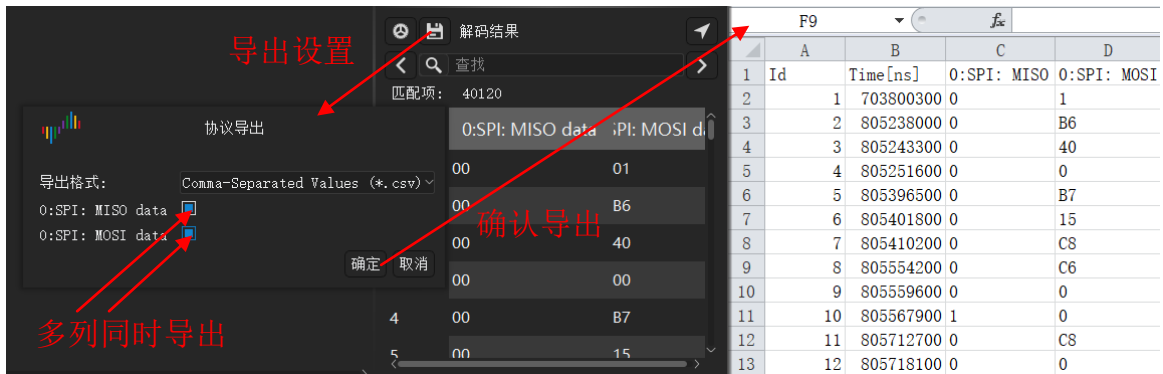 解码结果
导出设置
查找
匹配项: 40120
协议导出
0:SPI: MISO data
SPI: MOSI da
00 01
导出格式: Comma-Separated Values (*.csv)
00 B6
0:SPI: MISO data
确认导出
0:SPI: MOSI data
00 40
确定 取消
00 00
多列同时导出
4 00 B7
5 00 15
F9 fx
A B C D
1 Id Time[ns] 0:SPI: MISO 0:SPI: MOSI
2 1 703800300 0 1
3 2 805238000 0 B6
4 3 805243300 0 40
5 4 805251600 0 0
6 5 805396500 0 B7
7 6 805401800 0 15
8 7 805410200 0 C8
9 8 805554200 0 C6
10 9 805559600 0 0
11 10 805567900 1 0
12 11 805712700 0 C8
13 12 805718100 0 0